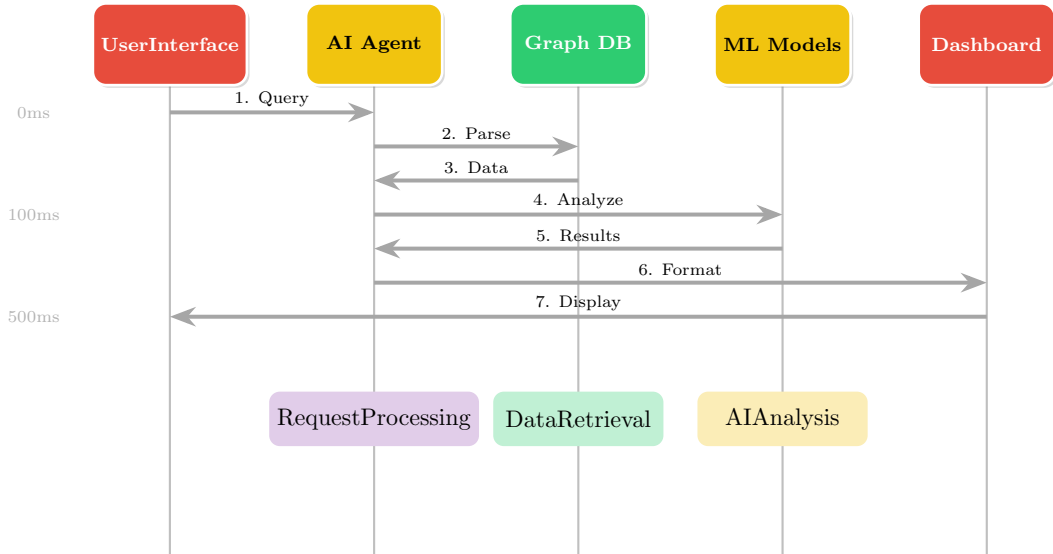 UserInterface
AI Agent
Graph DB
ML Models
Dashboard
1. Query
0ms
2. Parse
3. Data
4. Analyze
100ms
5. Results
6. Format
7. Display
500ms
RequestProcessing
DataRetrieval
AIAnalysis